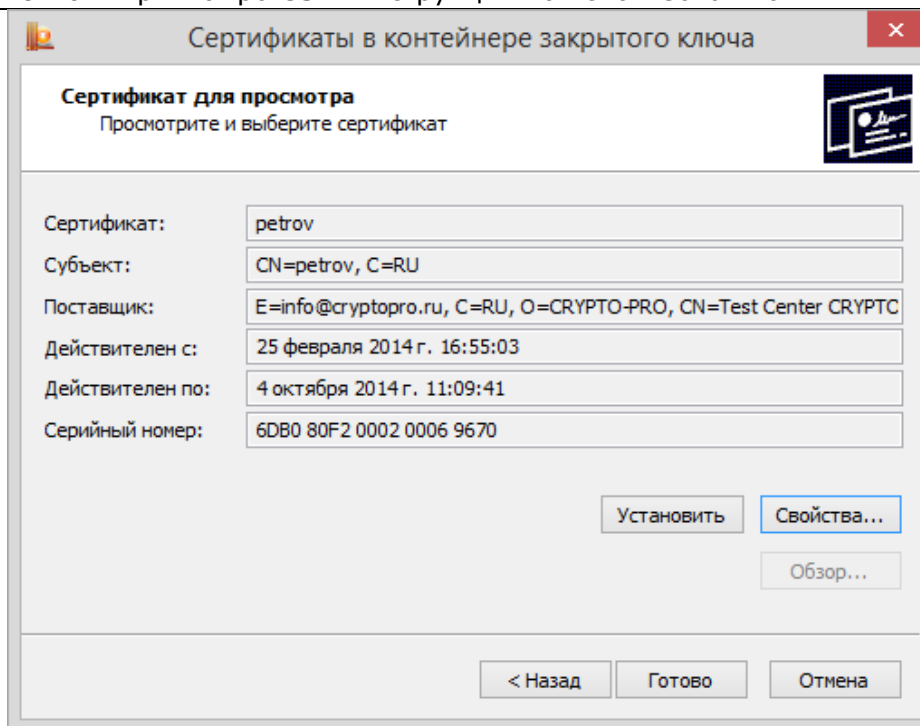 Сертификаты в контейнере закрытого ключа
Сертификат для просмотра
Просмотрите и выберите сертификат
Сертификат: petrov
Субъект: CN=petrov, C=RU
Поставщик: E=info@cryptopro.ru, C=RU, O=CRYPTO-PRO, CN=Test Center CRYPTO
Действителен с: 25 февраля 2014 г. 16:55:03
Действителен по: 4 октября 2014 г. 11:09:41
Серийный номер: 6DB0 80F2 0002 0006 9670
Установить Свойства...
Обзор...
< Назад Готово Отмена